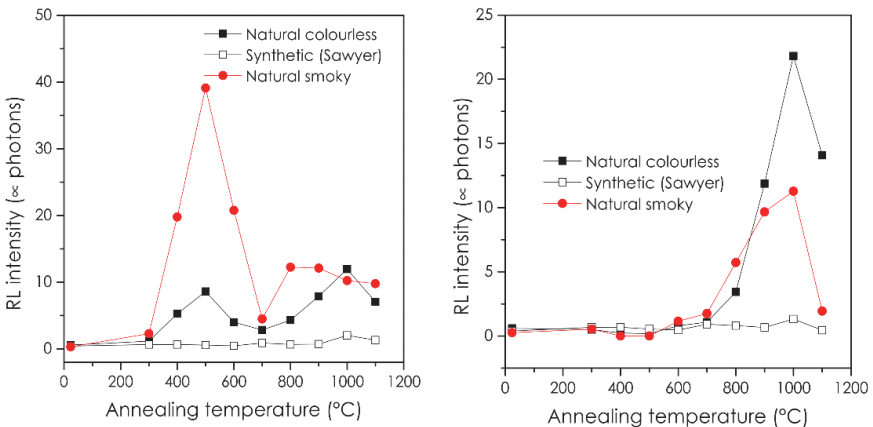 50
40
30
20
10
0
RL intensity (∝ photons)
Natural colourless
Synthetic (Sawyer)
Natural smoky
0 200 400 600 800 1000 1200
Annealing temperature (°C)
25
20
15
10
5
0
RL intensity (∝ photons)
Natural colourless
Synthetic (Sawyer)
Natural smoky
0 200 400 600 800 1000 1200
Annealing temperature (°C)